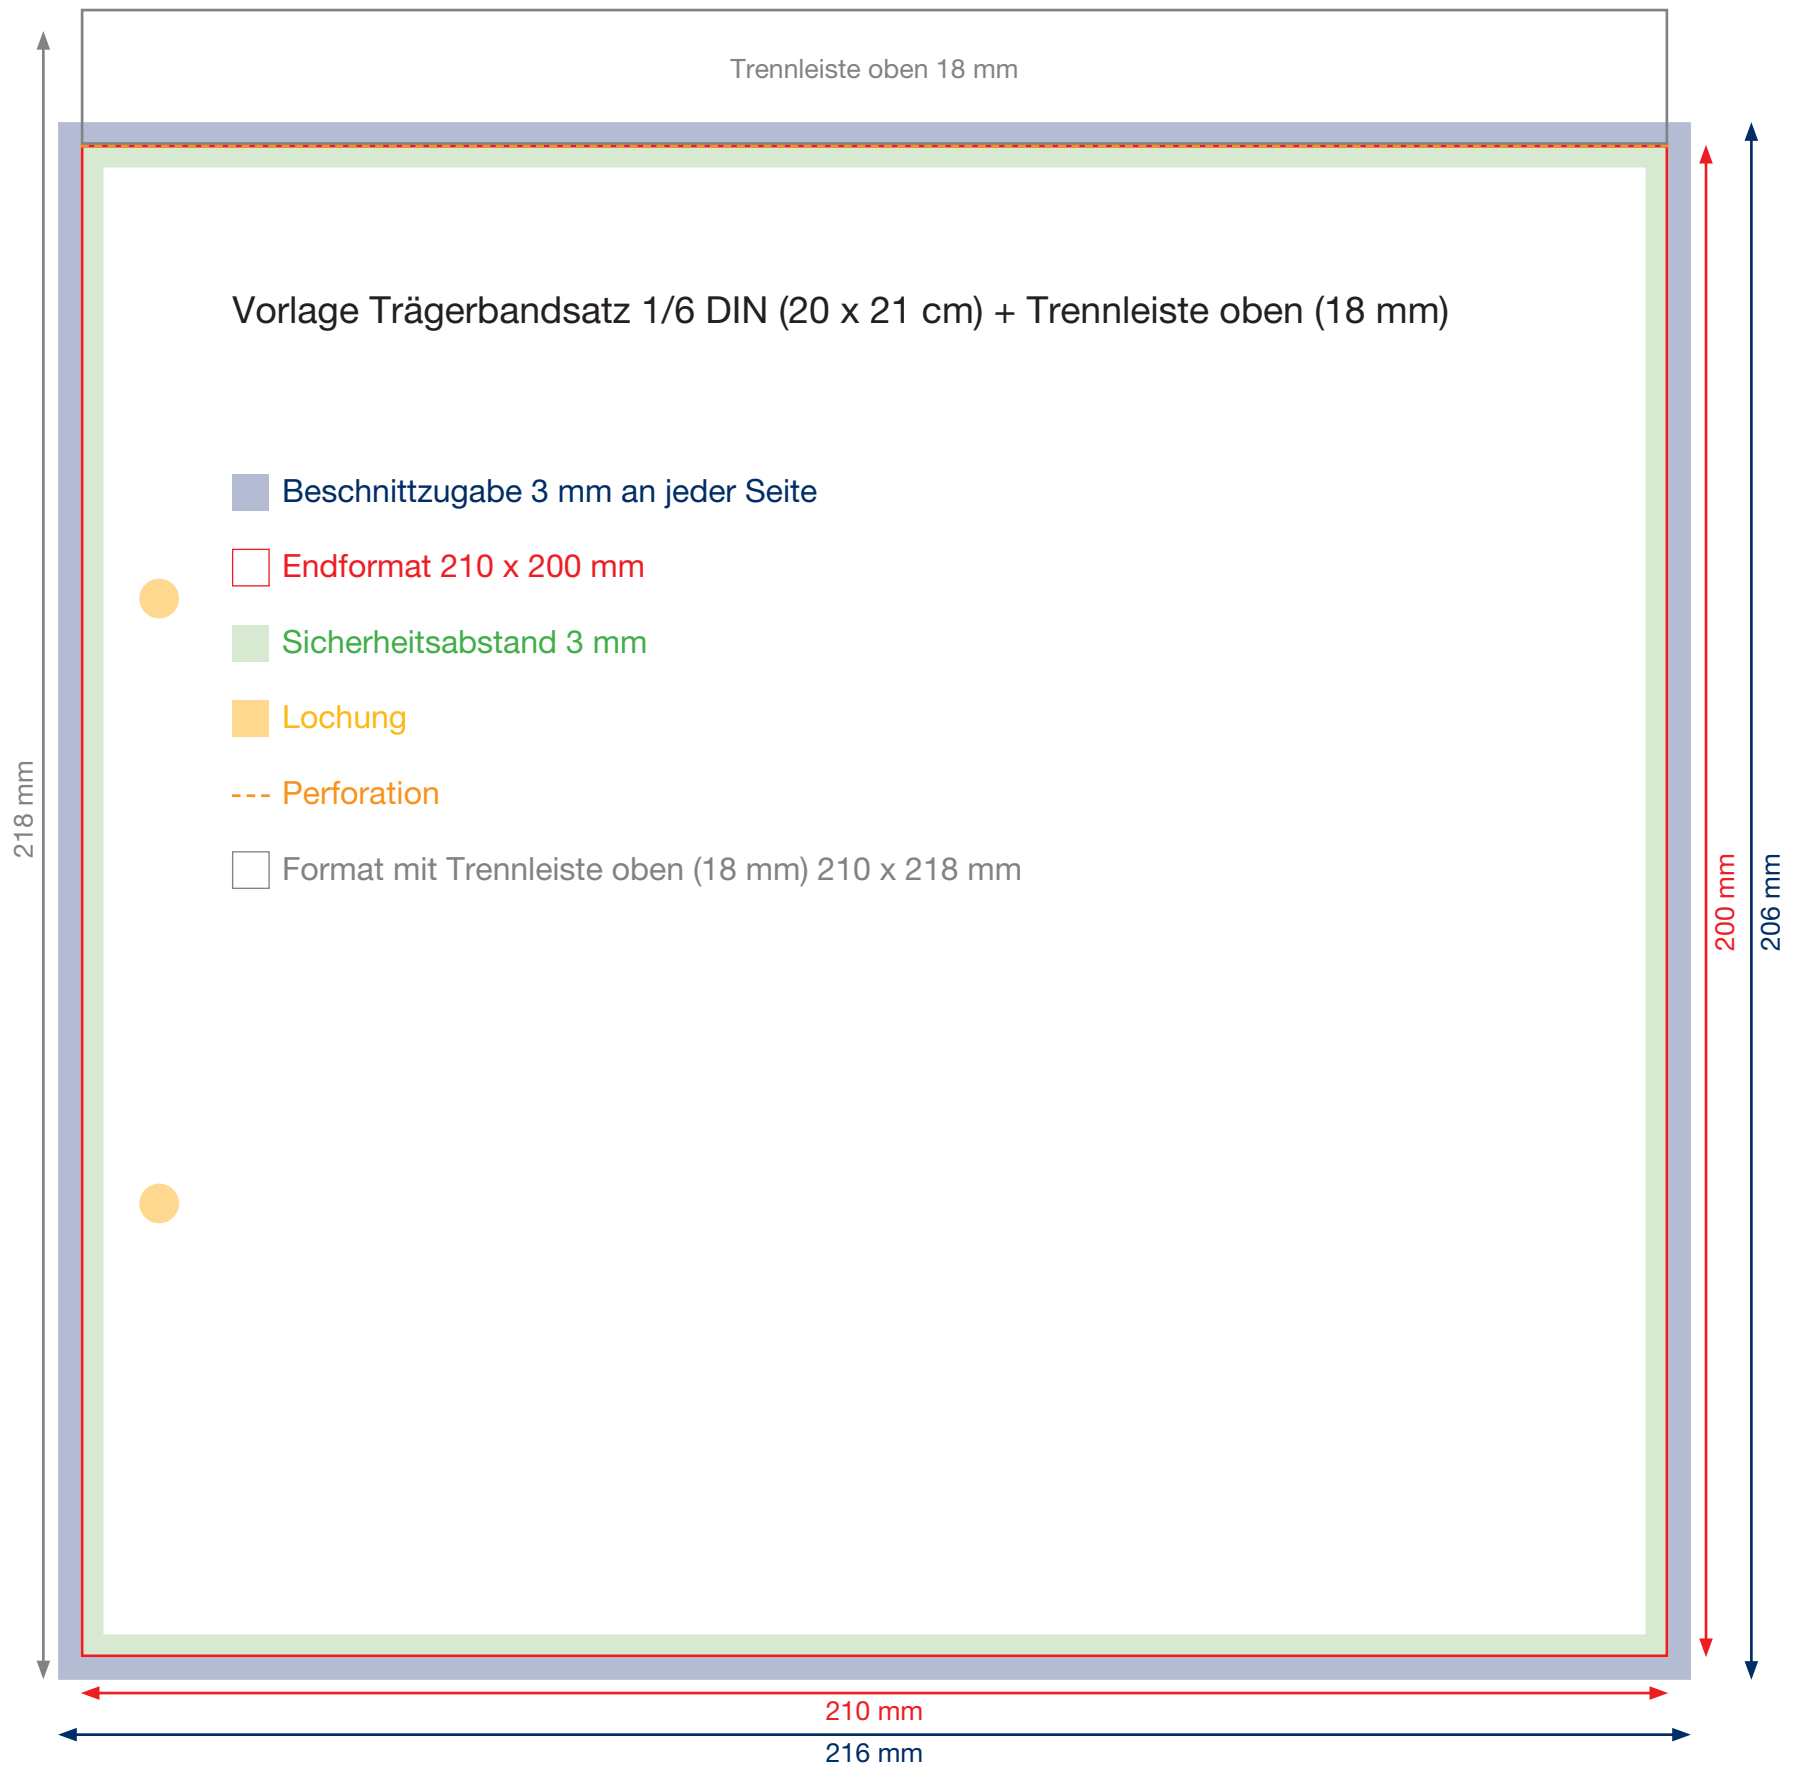 Trennleiste oben 18 mm
Vorlage Trägerbandsatz 1/6 DIN (20 x 21 cm) + Trennleiste oben (18 mm)
Beschnittzugabe 3 mm an jeder Seite
Endformat 210 x 200 mm
Sicherheitsabstand 3 mm
Lochung
Perforation
Format mit Trennleiste oben (18 mm) 210 x 218 mm
218 mm
200 mm
206 mm
210 mm
216 mm